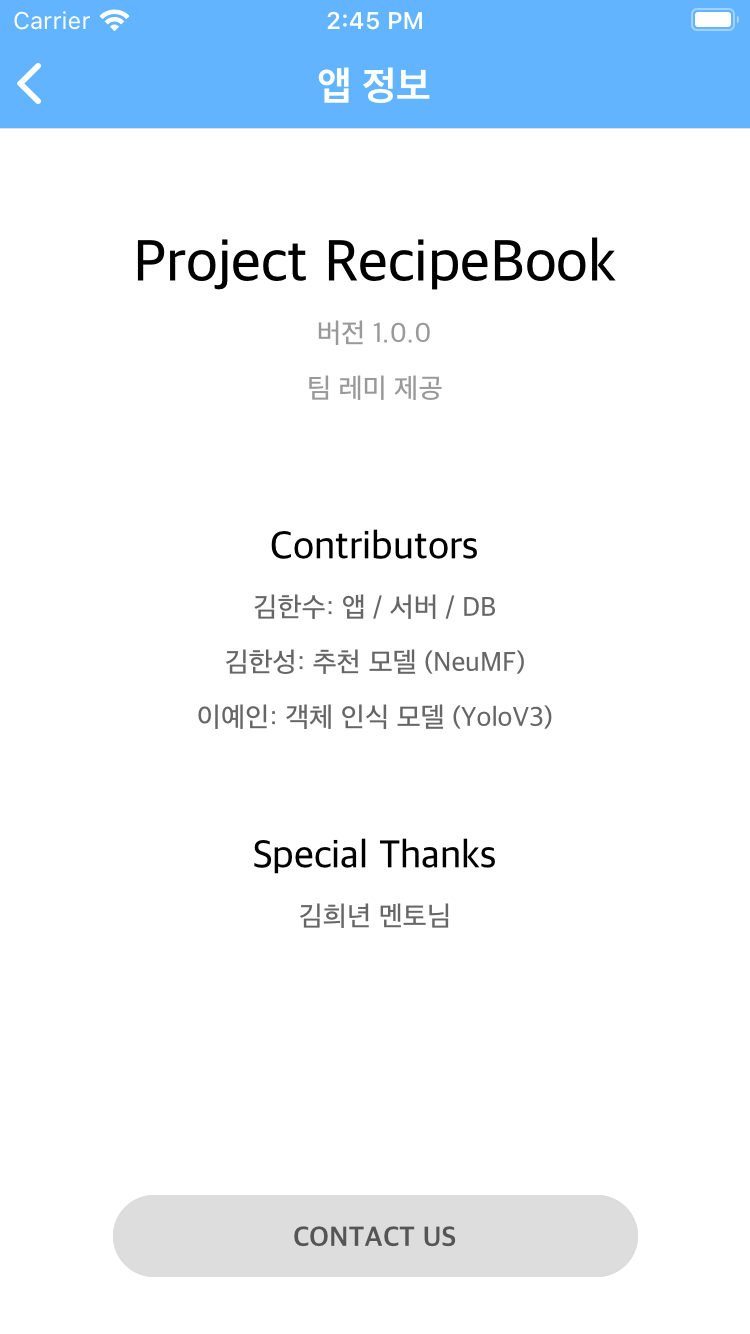 Carrier 2:45 PM
앱 정보
Project RecipeBook
버전 1.0.0
팀 레미 제공
Contributors
김한수: 앱 / 서버 / DB
김한성: 추천 모델 (NeuMF)
이예인: 객체 인식 모델 (YoloV3)
Special Thanks
김희년 멘토님
CONTACT US